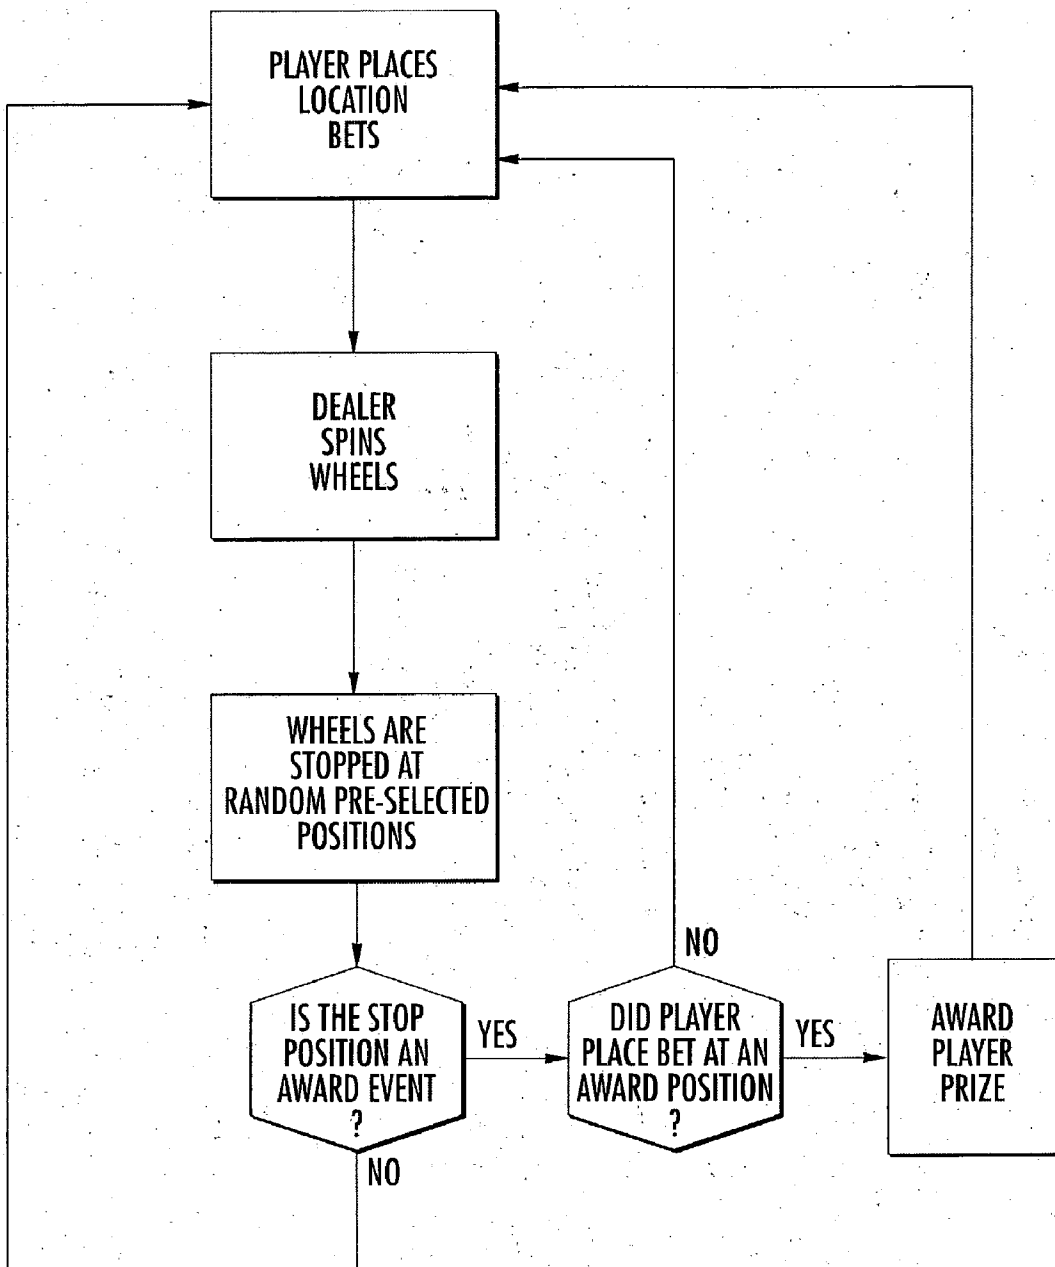 PLAYER PLACES
LOCATION
BETS
DEALER
SPINS
WHEELS
WHEELS ARE
STOPPED AT
RANDOM PRE-SELECTED
POSITIONS
IS THE STOP
POSITION AN
AWARD EVENT
?
YES
NO
DID PLAYER
PLACE BET AT AN
AWARD POSITION
?
NO
YES
AWARD
PLAYER
PRIZE